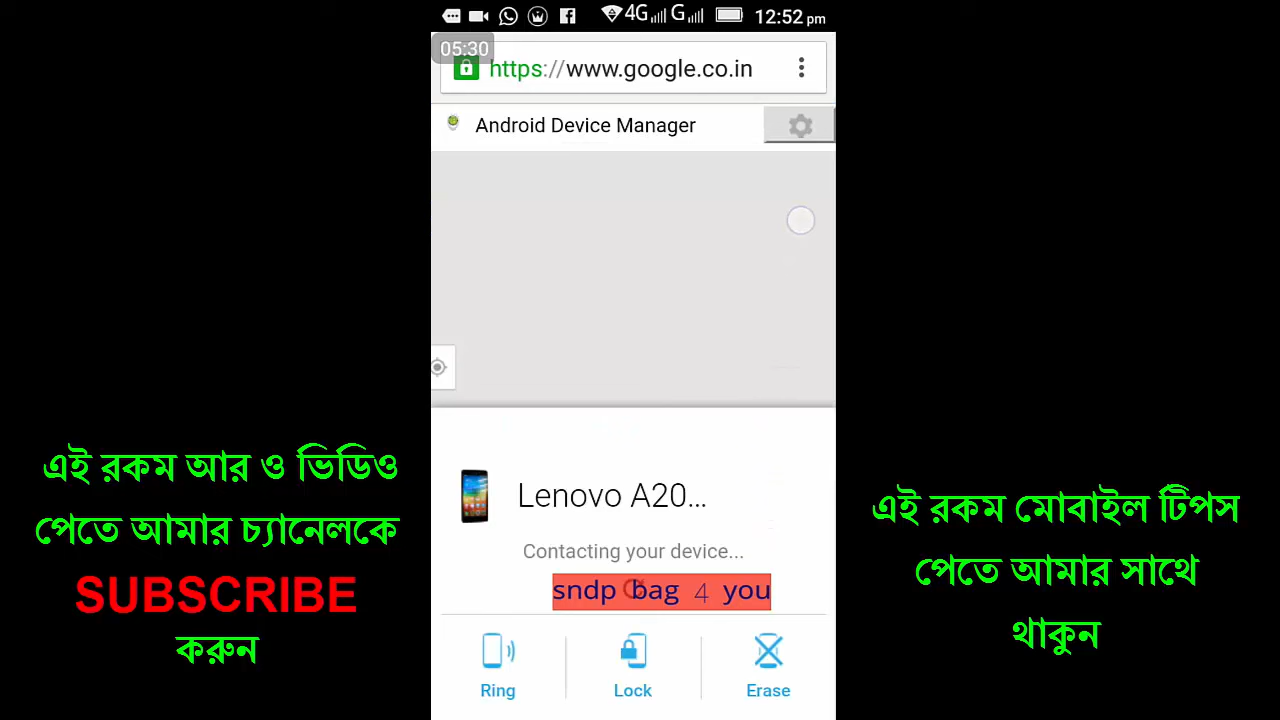 4G G 12:52 pm
05:30
https://www.google.co.in
Android Device Manager
এই রকম আর ও ভিডিও
পেতে আমার চ্যানেলকে
SUBSCRIBE
করুন
Lenovo A20...
Contacting your device...
sndp bag 4 you
Ring Lock Erase
এই রকম মোবাইল টিপস
পেতে আমার সাথে
থাকুন